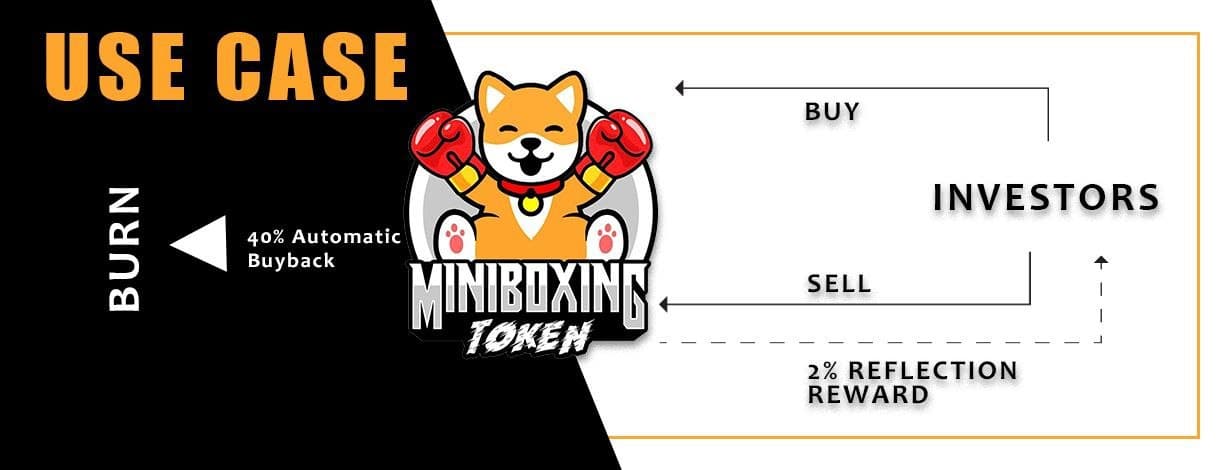 USE CASE
BURN
40% Automatic
Buyback
MINIBOXING
TOKEN
BUY
INVESTORS
SELL
2% REFLECTION
REWARD